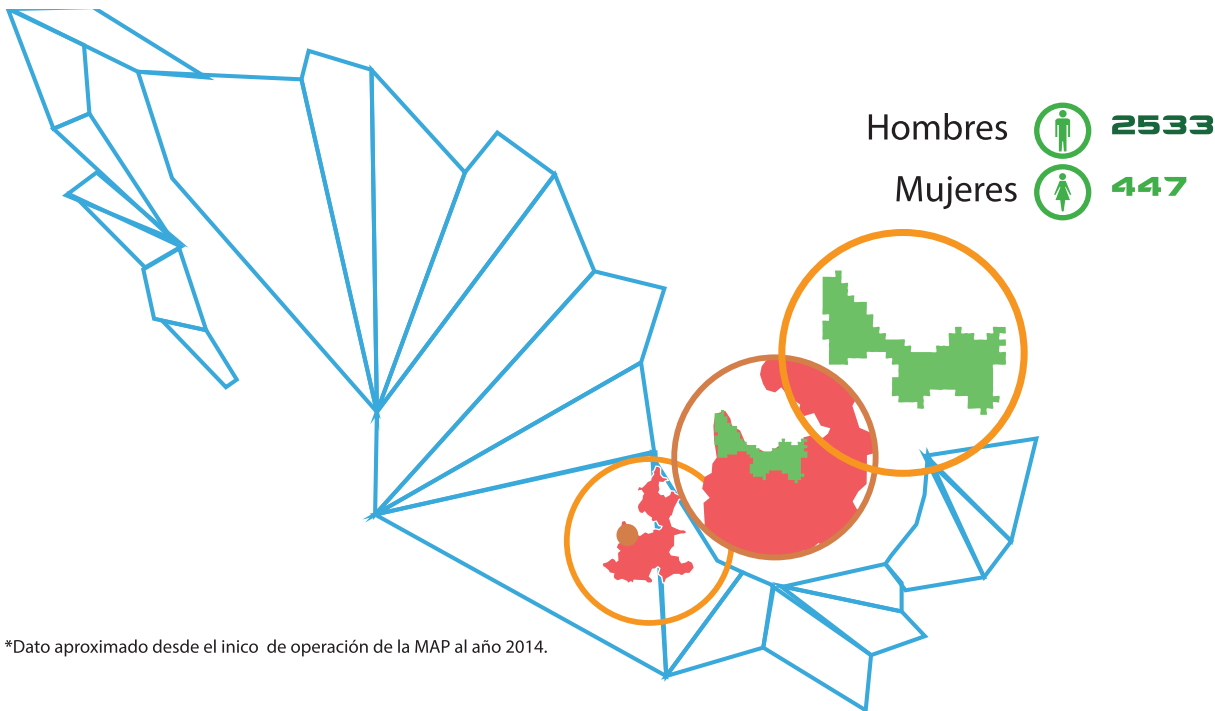 Hombres 2533
Mujeres 447
*Dato aproximado desde el inico de operación de la MAP al año 2014.